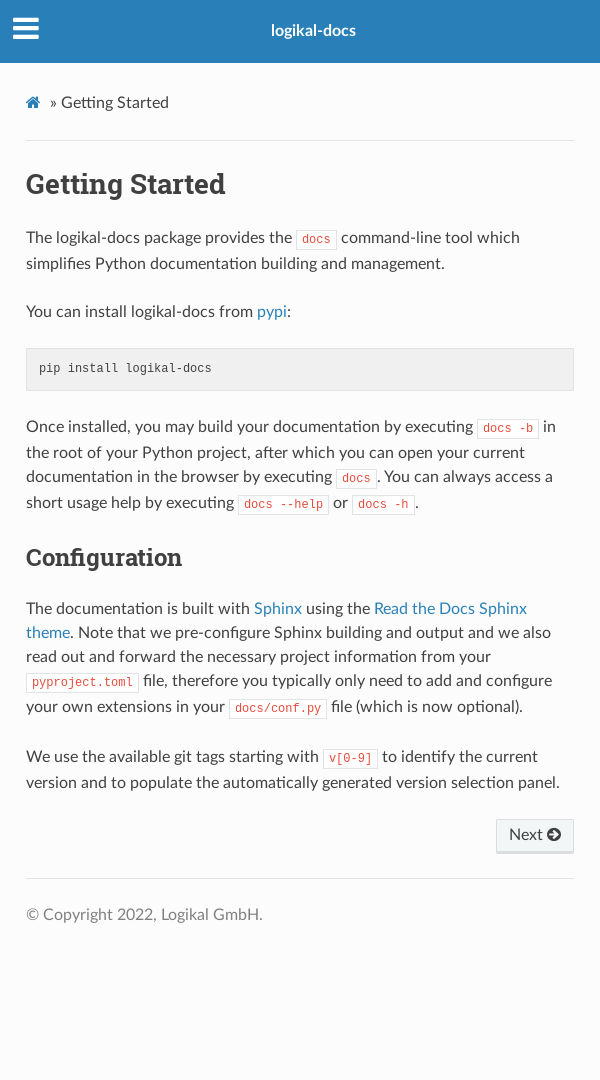 logikal-docs
» Getting Started
Getting Started
The logikal-docs package provides the docs command-line tool which
simplifies Python documentation building and management.
You can install logikal-docs from pypi:
pip install logikal-docs
Once installed, you may build your documentation by executing docs -b in
the root of your Python project, after which you can open your current
documentation in the browser by executing docs. You can always access a
short usage help by executing docs --help or docs -h.
Configuration
The documentation is built with Sphinx using the Read the Docs Sphinx
theme. Note that we pre-configure Sphinx building and output and we also
read out and forward the necessary project information from your
pyproject.toml file, therefore you typically only need to add and configure
your own extensions in your docs/conf.py file (which is now optional).
We use the available git tags starting with v[0-9] to identify the current
version and to populate the automatically generated version selection panel.
Next
© Copyright 2022, Logikal GmbH.